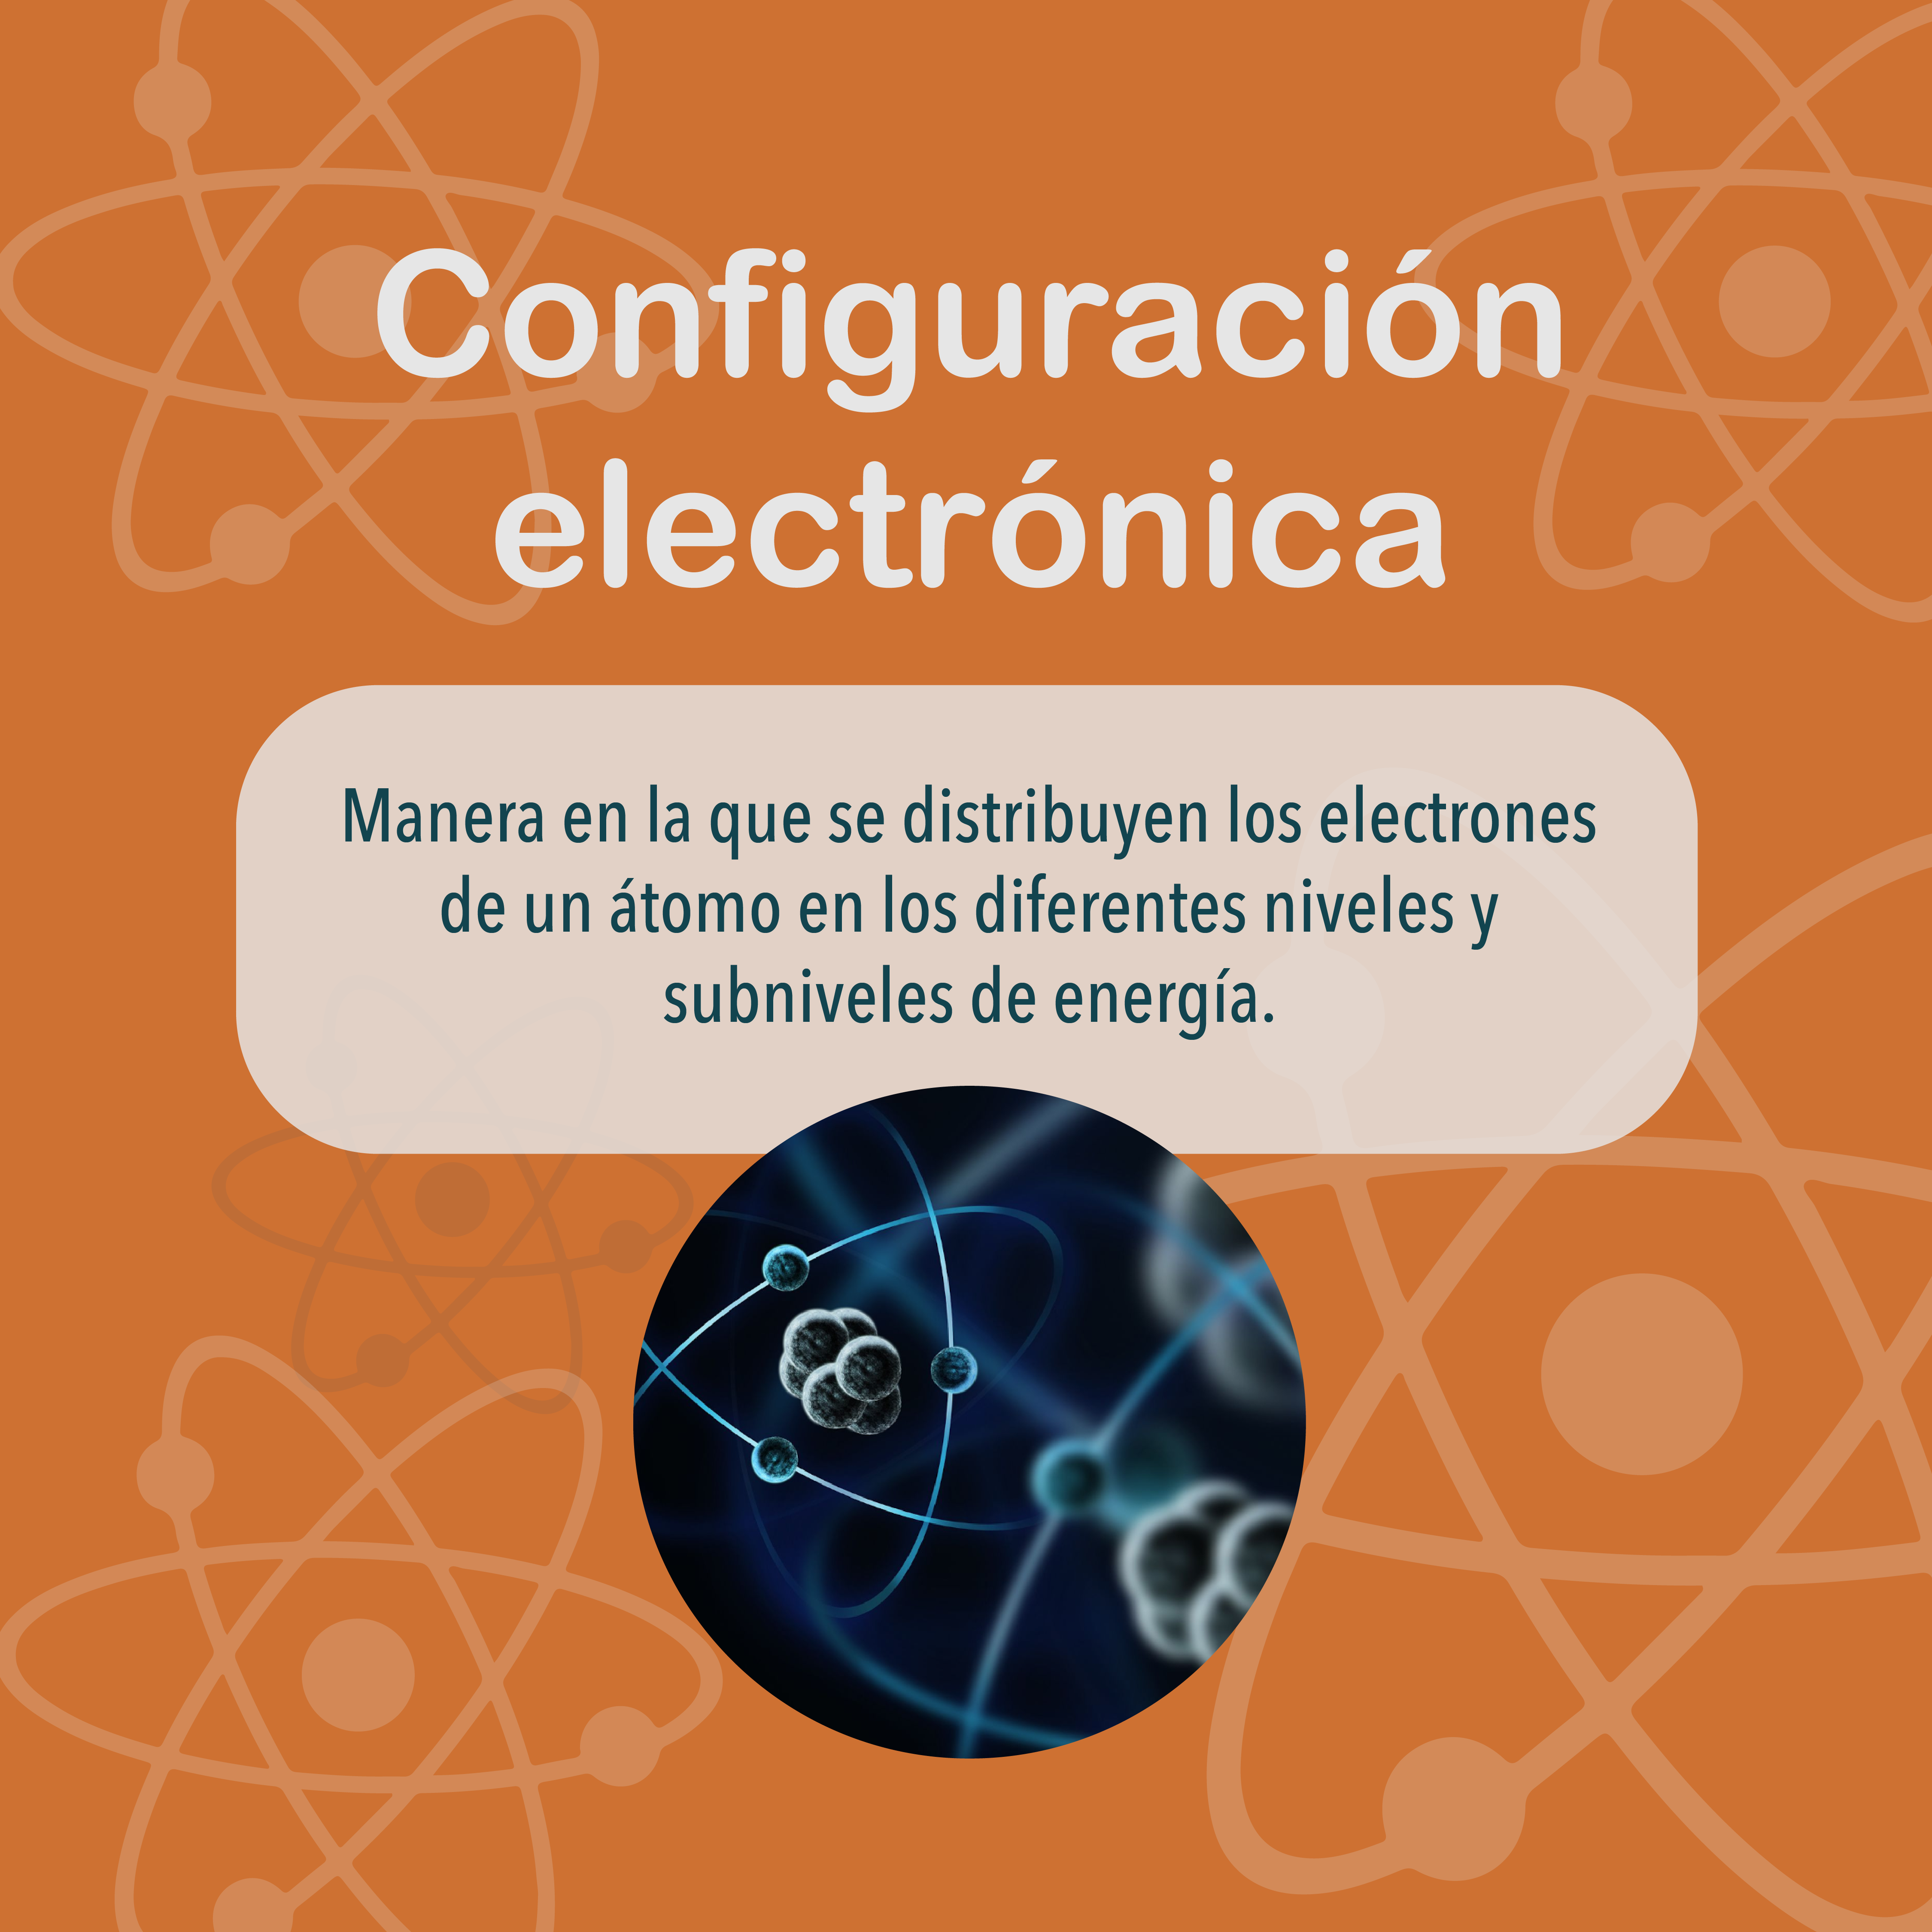 Configuración
electrónica
Manera en la que se distribuyen los electrones
de un átomo en los diferentes niveles y
subniveles de energía.